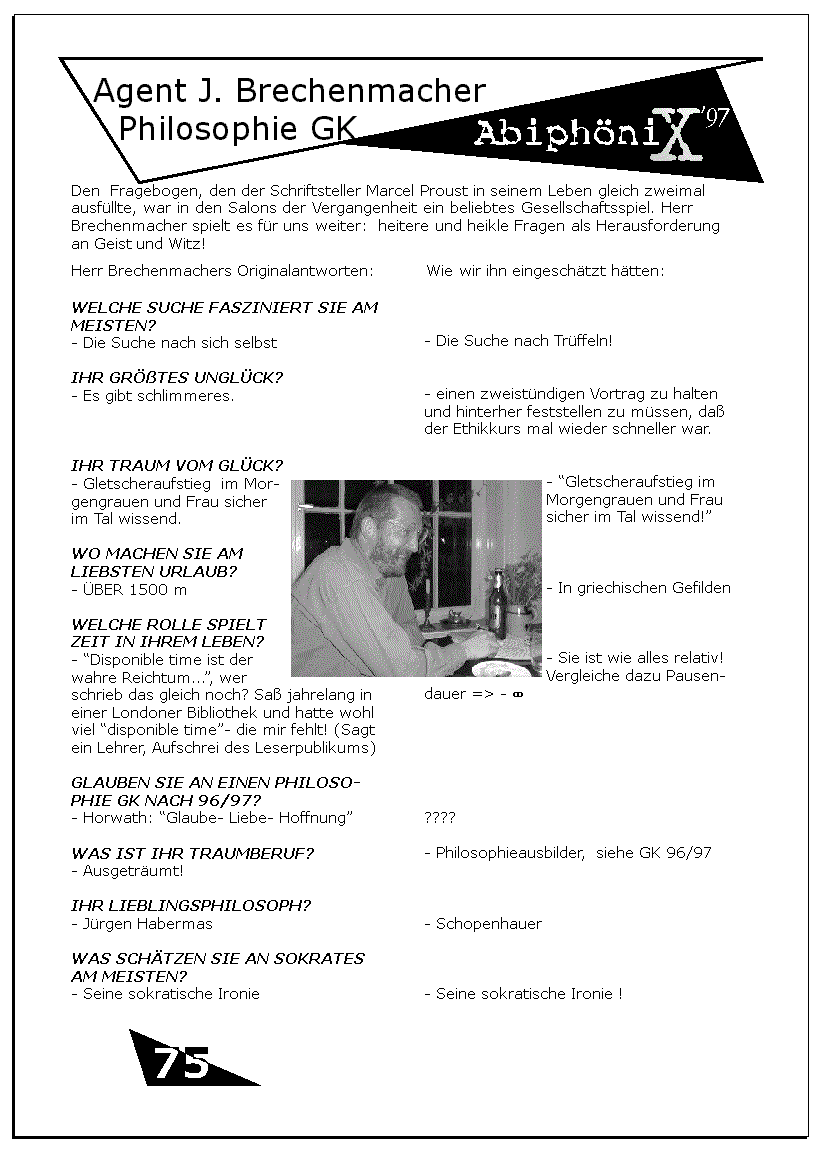 Agent J. Brechenmacher
Philosophie GK
AbiphöniX '97
Den Fragebogen, den der Schriftsteller Marcel Proust in seinem Leben gleich zweimal
ausfüllte, war in den Salons der Vergangenheit ein beliebtes Gesellschaftsspiel. Herr
Brechenmacher spielt es für uns weiter: heitere und heikle Fragen als Herausforderung
an Geist und Witz!
Herr Brechenmachers Originalantworten:
Wie wir ihn eingeschätzt hätten:
WELCHE SUCHE FASZINIERT SIE AM
MEISTEN?
- Die Suche nach sich selbst
- Die Suche nach Trüffeln!
IHR GRÖßTES UNGLÜCK?
- Es gibt schlimmeres.
- einen zweistündigen Vortrag zu halten
und hinterher feststellen zu müssen, daß
der Ethikkurs mal wieder schneller war.
IHR TRAUM VOM GLÜCK?
- Gletscheraufstieg im Mor-
gengrauen und Frau sicher
im Tal wissend.
- “Gletscheraufstieg im
Morgengrauen und Frau
sicher im Tal wissend!”
WO MACHEN SIE AM
LIEBSTEN URLAUB?
- ÜBER 1500 m
- In griechischen Gefilden
WELCHE ROLLE SPIELT
ZEIT IN IHREM LEBEN?
- “Disponible time ist der
wahre Reichtum...”, wer
schrieb das gleich noch? Saß jahrelang in
einer Londoner Bibliothek und hatte wohl
viel “disponible time”- die mir fehlt! (Sagt
ein Lehrer, Aufschrei des Leserpublikums)
- Sie ist wie alles relativ!
Vergleiche dazu Pausen-
dauer => - ∞
GLAUBEN SIE AN EINEN PHILOSO-
PHIE GK NACH 96/97?
- Horwath: “Glaube- Liebe- Hoffnung”
????
WAS IST IHR TRAUMBERUF?
- Ausgeträumt!
- Philosophieausbilder, siehe GK 96/97
IHR LIEBLINGSPHILOSOPH?
- Jürgen Habermas
- Schopenhauer
WAS SCHÄTZEN SIE AN SOKRATES
AM MEISTEN?
- Seine sokratische Ironie
- Seine sokratische Ironie !
75